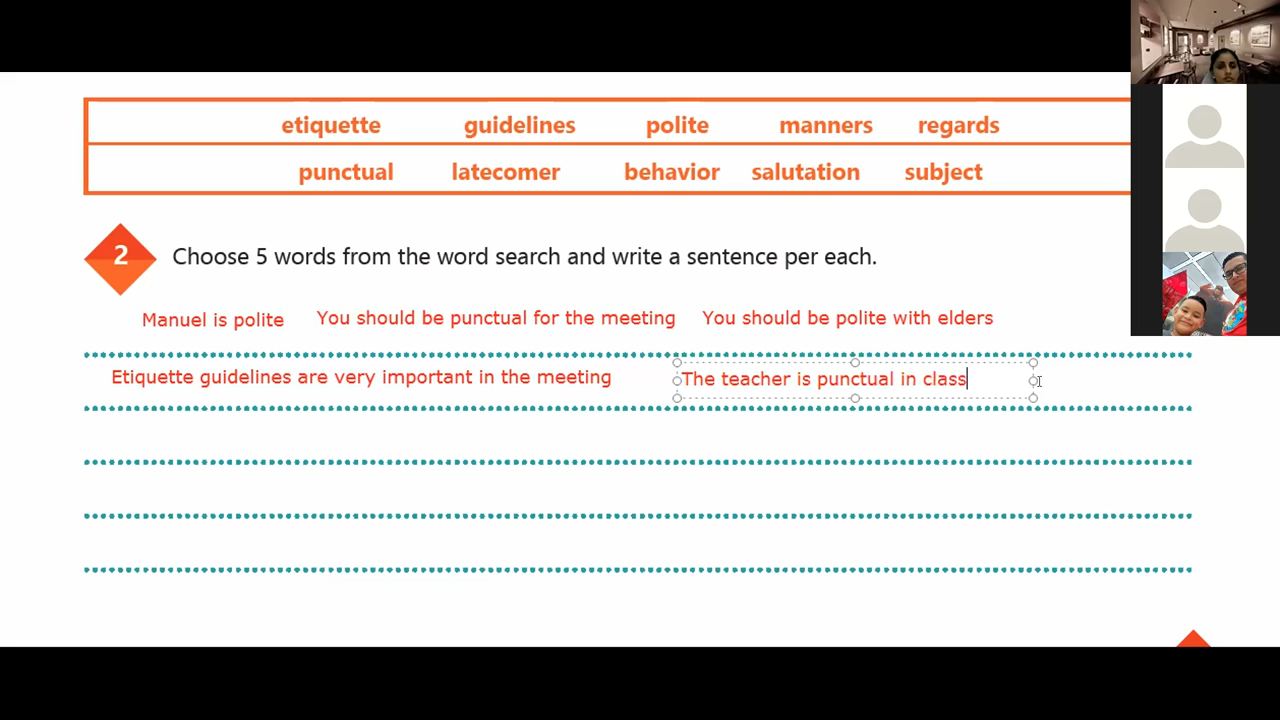 etiquette guidelines polite manners regards
punctual latecomer behavior salutation subject
2 Choose 5 words from the word search and write a sentence per each.
Manuel is polite You should be punctual for the meeting You should be polite with elders
Etiquette guidelines are very important in the meeting The teacher is punctual in class